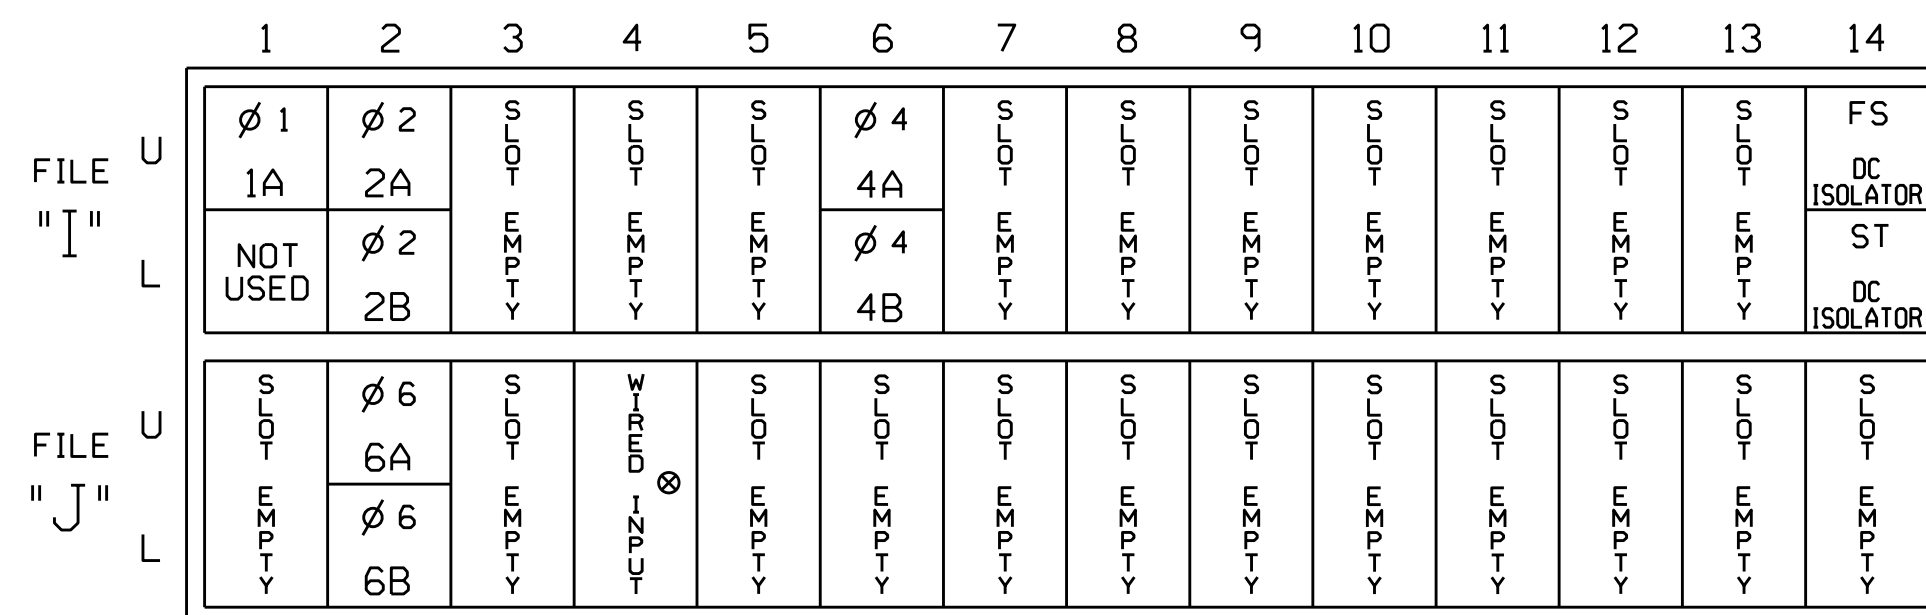 1 2 3 4 5 6 7 8 9 10 11 12 13 14
FILE "I"
U
L
Ø 1
1A
NOT USED
Ø 2
2A
Ø 2
2B
SLOT EMPTY
SLOT EMPTY
SLOT EMPTY
Ø 4
4A
Ø 4
4B
SLOT EMPTY
SLOT EMPTY
SLOT EMPTY
SLOT EMPTY
SLOT EMPTY
SLOT EMPTY
SLOT EMPTY
FS
DC
ISOLATOR
ST
DC
ISOLATOR
FILE "J"
U
L
SLOT EMPTY
Ø 6
6A
Ø 6
6B
SLOT EMPTY
WIRED INPUT ⊗
SLOT EMPTY
SLOT EMPTY
SLOT EMPTY
SLOT EMPTY
SLOT EMPTY
SLOT EMPTY
SLOT EMPTY
SLOT EMPTY
SLOT EMPTY
SLOT EMPTY